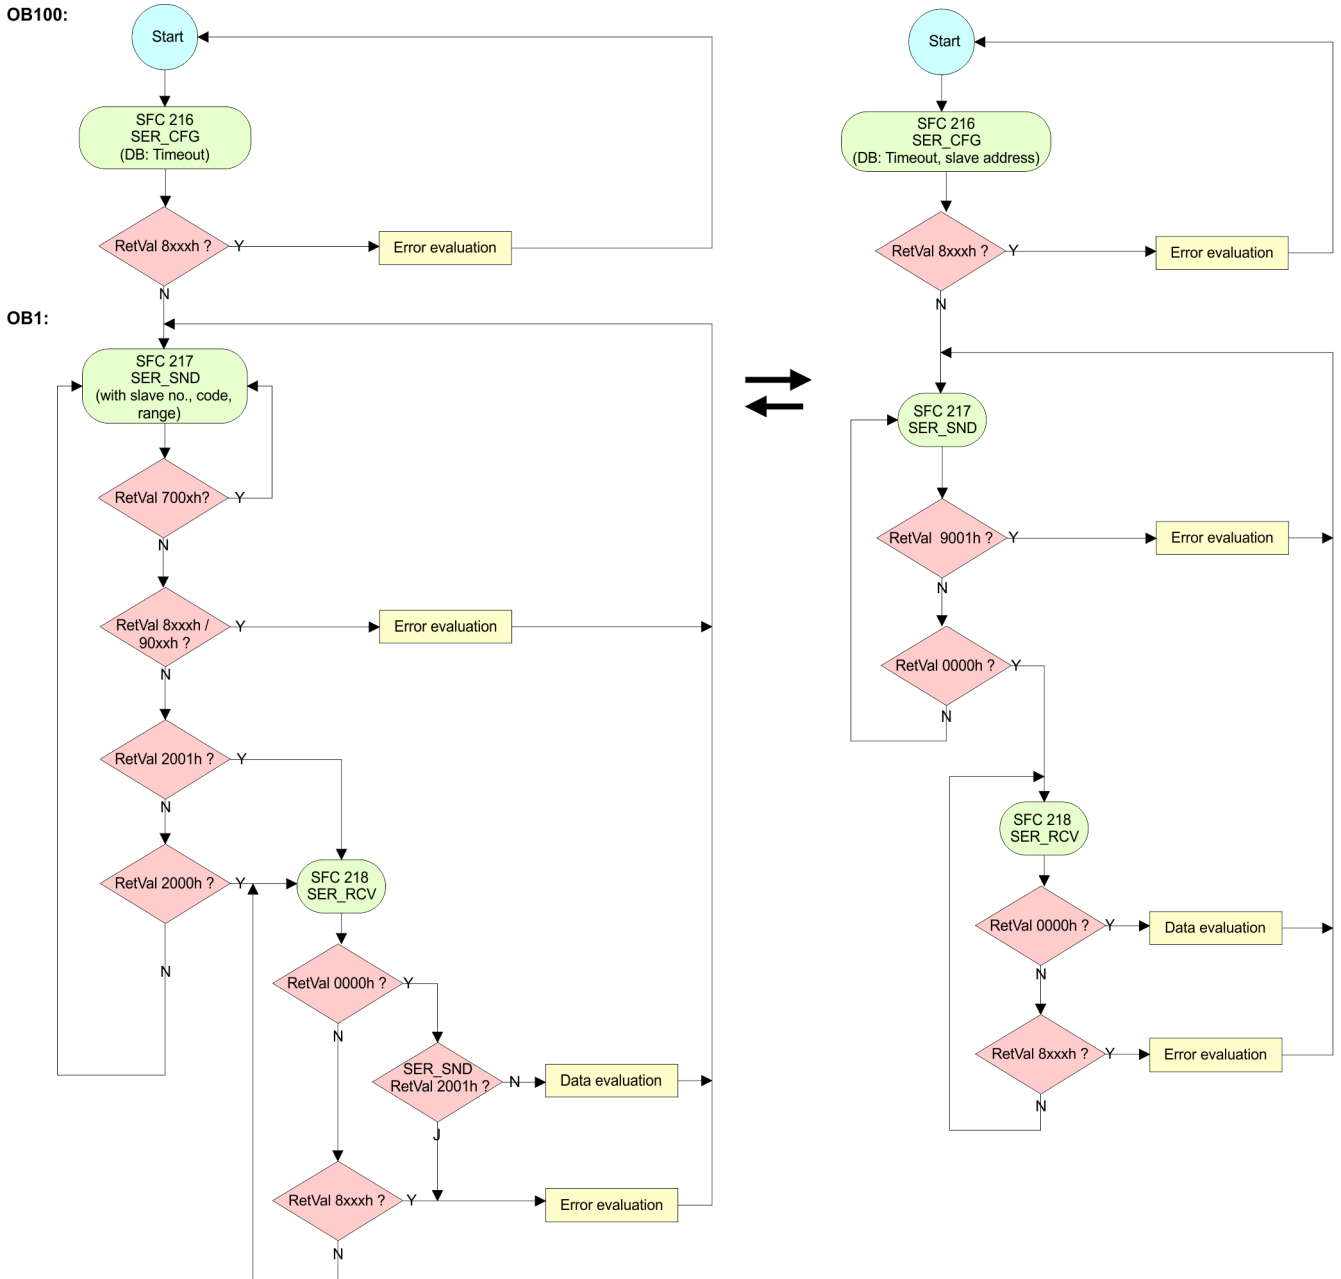 OB100:
Start
SFC 216
SER_CFG
(DB: Timeout)
RetVal 8xxxh ?
Y
Error evaluation
N
OB1:
SFC 217
SER_SND
(with slave no., code,
range)
RetVal 700xh?
Y
N
RetVal 8xxxh /
90xxh ?
Y
Error evaluation
N
RetVal 2001h ?
Y
N
RetVal 2000h ?
Y
N
SFC 218
SER_RCV
RetVal 0000h ?
Y
N
SER_SND
RetVal 2001h ?
N
Data evaluation
J
RetVal 8xxxh ?
Y
Error evaluation
N
Start
SFC 216
SER_CFG
(DB: Timeout, slave address)
RetVal 8xxxh ?
Y
Error evaluation
N
SFC 217
SER_SND
RetVal 9001h ?
Y
Error evaluation
N
RetVal 0000h ?
Y
N
SFC 218
SER_RCV
RetVal 0000h ?
Y
Data evaluation
N
RetVal 8xxxh ?
Y
Error evaluation
N